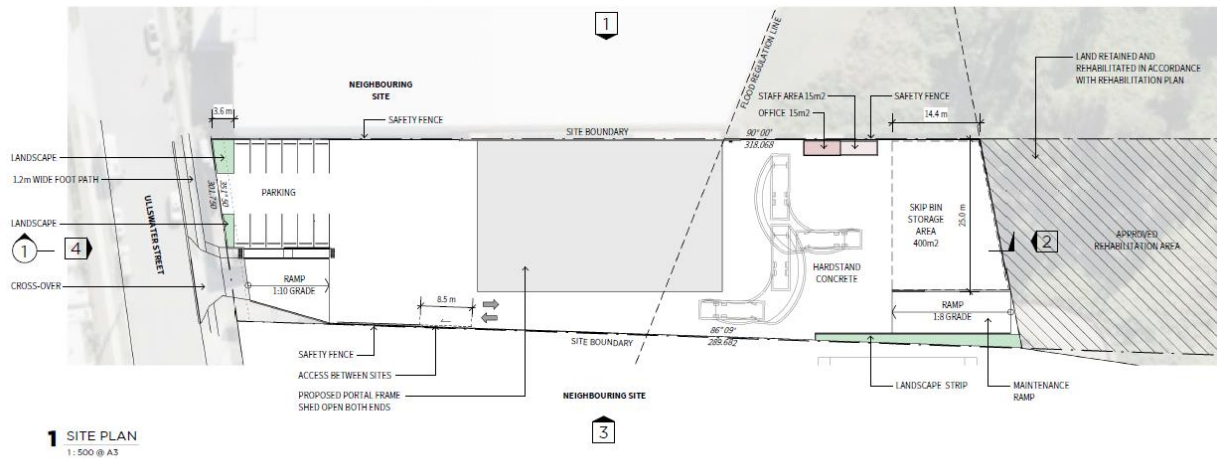 1
FLOOD REGULATION LINE
LAND RETAINED AND
REHABILITATED IN ACCORDANCE
WITH REHABILITATION PLAN.
NEIGHBOURING
SITE
3.6 m
SAFETY FENCE
STAFF AREA 15m2
OFFICE 15m2
SAFETY FENCE
14.4 m
SITE BOUNDARY
90° 00'
318.068
LANDSCAPE
1.2m WIDE FOOT PATH
LANDSCAPE
1
4
CROSS-OVER
ULLSWATER STREET
351° 50'
301.750
PARKING
RAMP
1:10 GRADE
8.5 m
SKIP BIN
STORAGE
AREA
400m2
25.0 m
2
APPROVED
REHABILITATION AREA
HARDSTAND
CONCRETE
RAMP
1:8 GRADE
86° 09'
289.682
SITE BOUNDARY
SAFETY FENCE
ACCESS BETWEEN SITES
PROPOSED PORTAL FRAME
SHED OPEN BOTH ENDS
NEIGHBOURING SITE
LANDSCAPE STRIP
MAINTENANCE
RAMP
3
1 SITE PLAN
1 : 500 @ A3